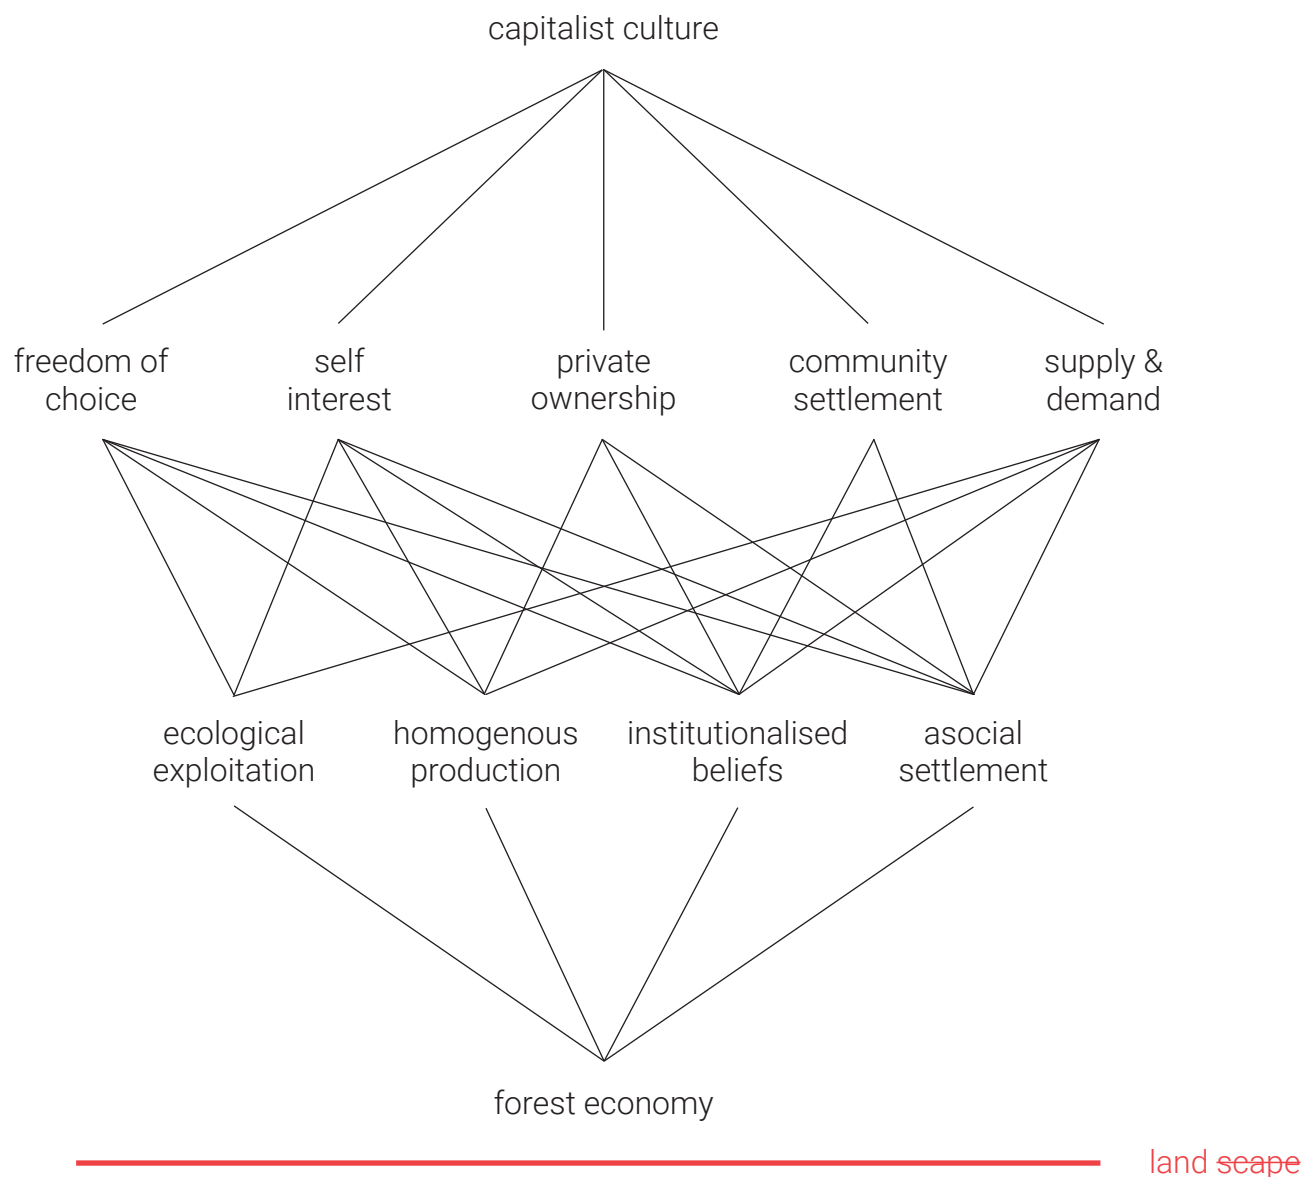 capitalist culture
freedom of
choice
self
interest
private
ownership
community
settlement
supply &
demand
ecological
exploitation
homogenous
production
institutionalised
beliefs
asocial
settlement
forest economy
land scape